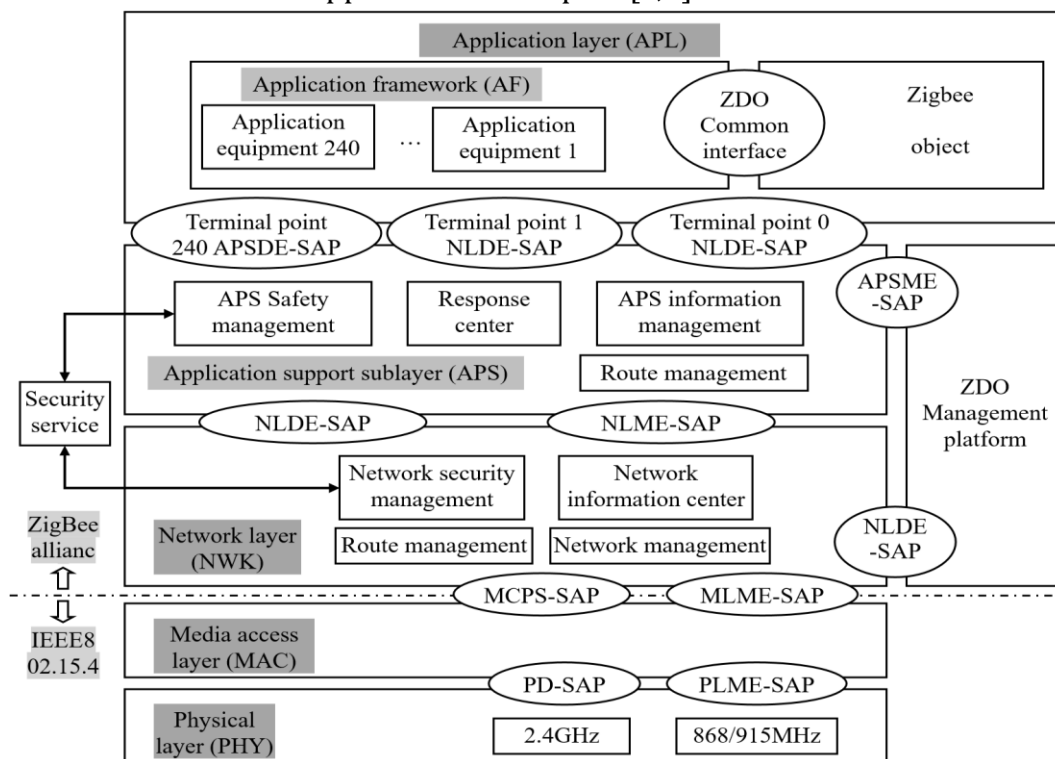 Application layer (APL)
Application framework (AF)
Application
equipment 240
...
Application
equipment 1
ZDO
Common
interface
Zigbee
object
Terminal point
240 APSDE-SAP
Terminal point 1
NLDE-SAP
Terminal point 0
NLDE-SAP
APS Safety
management
Response
center
APS information
management
APSME
-SAP
Application support sublayer (APS)
Route management
Security
service
ZDO
Management
platform
NLDE-SAP
NLME-SAP
Network security
management
Network
information center
ZigBee
allianc
Network layer
(NWK)
Route management
Network management
NLDE
-SAP
MCPS-SAP
MLME-SAP
IEEE8
02.15.4
Media access
layer (MAC)
PD-SAP
PLME-SAP
Physical
layer (PHY)
2.4GHz
868/915MHz